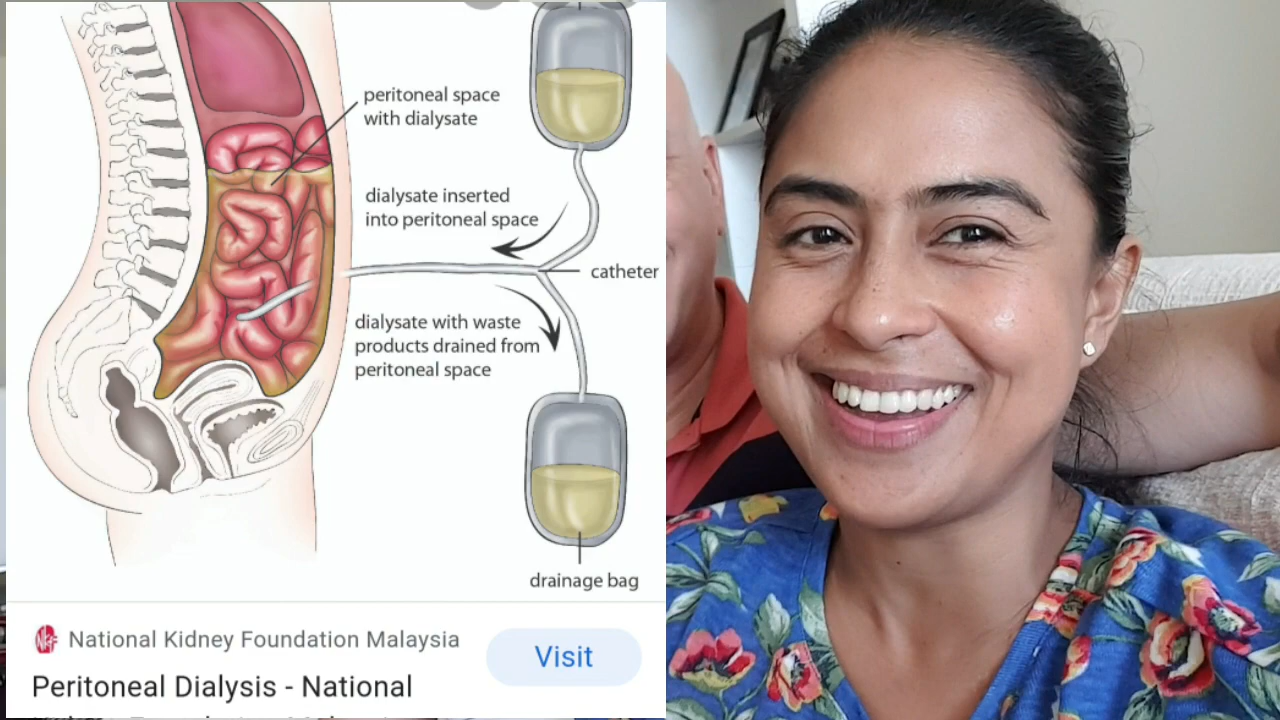 peritoneal space
with dialysate
dialysate inserted
into peritoneal space
catheter
dialysate with waste
products drained from
peritoneal space
drainage bag
NKF
National Kidney Foundation Malaysia
Visit
Peritoneal Dialysis - National